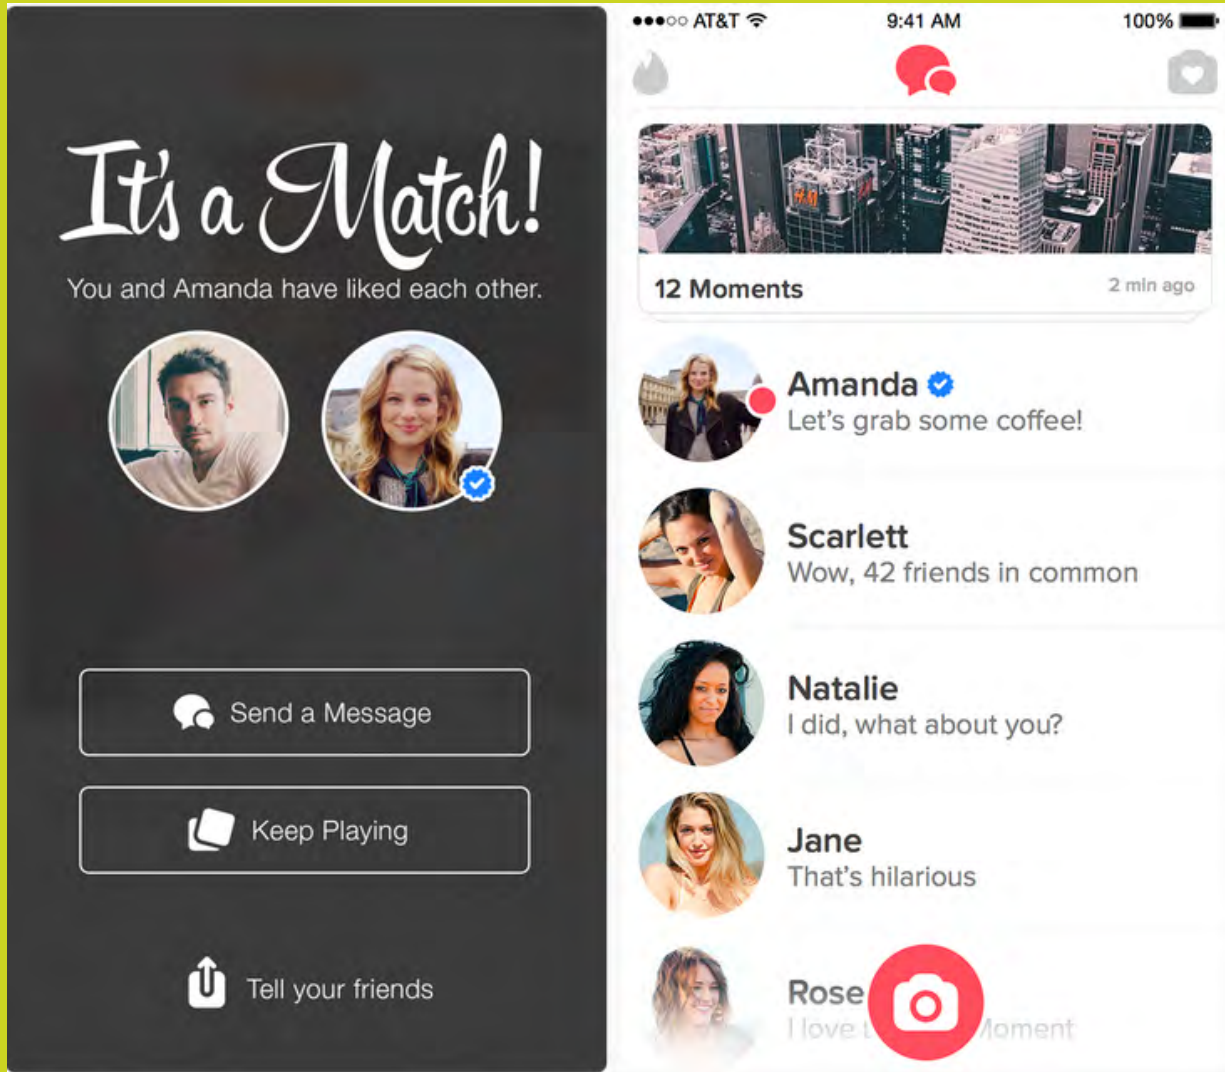 It's a Match!
You and Amanda have liked each other.
Send a Message
Keep Playing
Tell your friends
AT&T 9:41 AM 100%
H&M
12 Moments 2 min ago
Amanda
Let's grab some coffee!
Scarlett
Wow, 42 friends in common
Natalie
I did, what about you?
Jane
That's hilarious
Rose
I love Moment